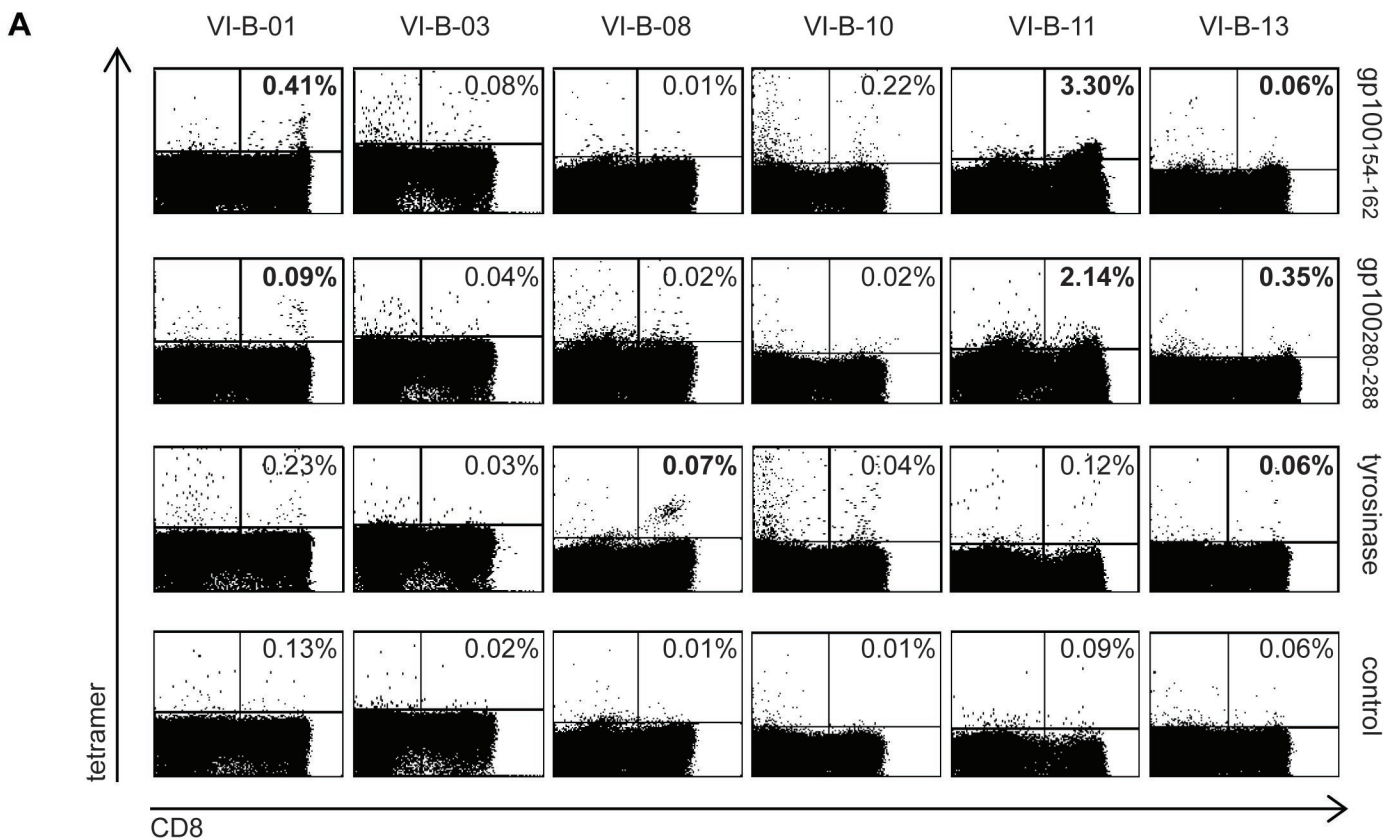 A
VI-B-01 VI-B-03 VI-B-08 VI-B-10 VI-B-11 VI-B-13
0.41% 0.08% 0.01% 0.22% 3.30% 0.06% gp100154-162
0.09% 0.04% 0.02% 0.02% 2.14% 0.35% gp100280-288
0.23% 0.03% 0.07% 0.04% 0.12% 0.06% tyrosinase
0.13% 0.02% 0.01% 0.01% 0.09% 0.06% control
tetramer
CD8